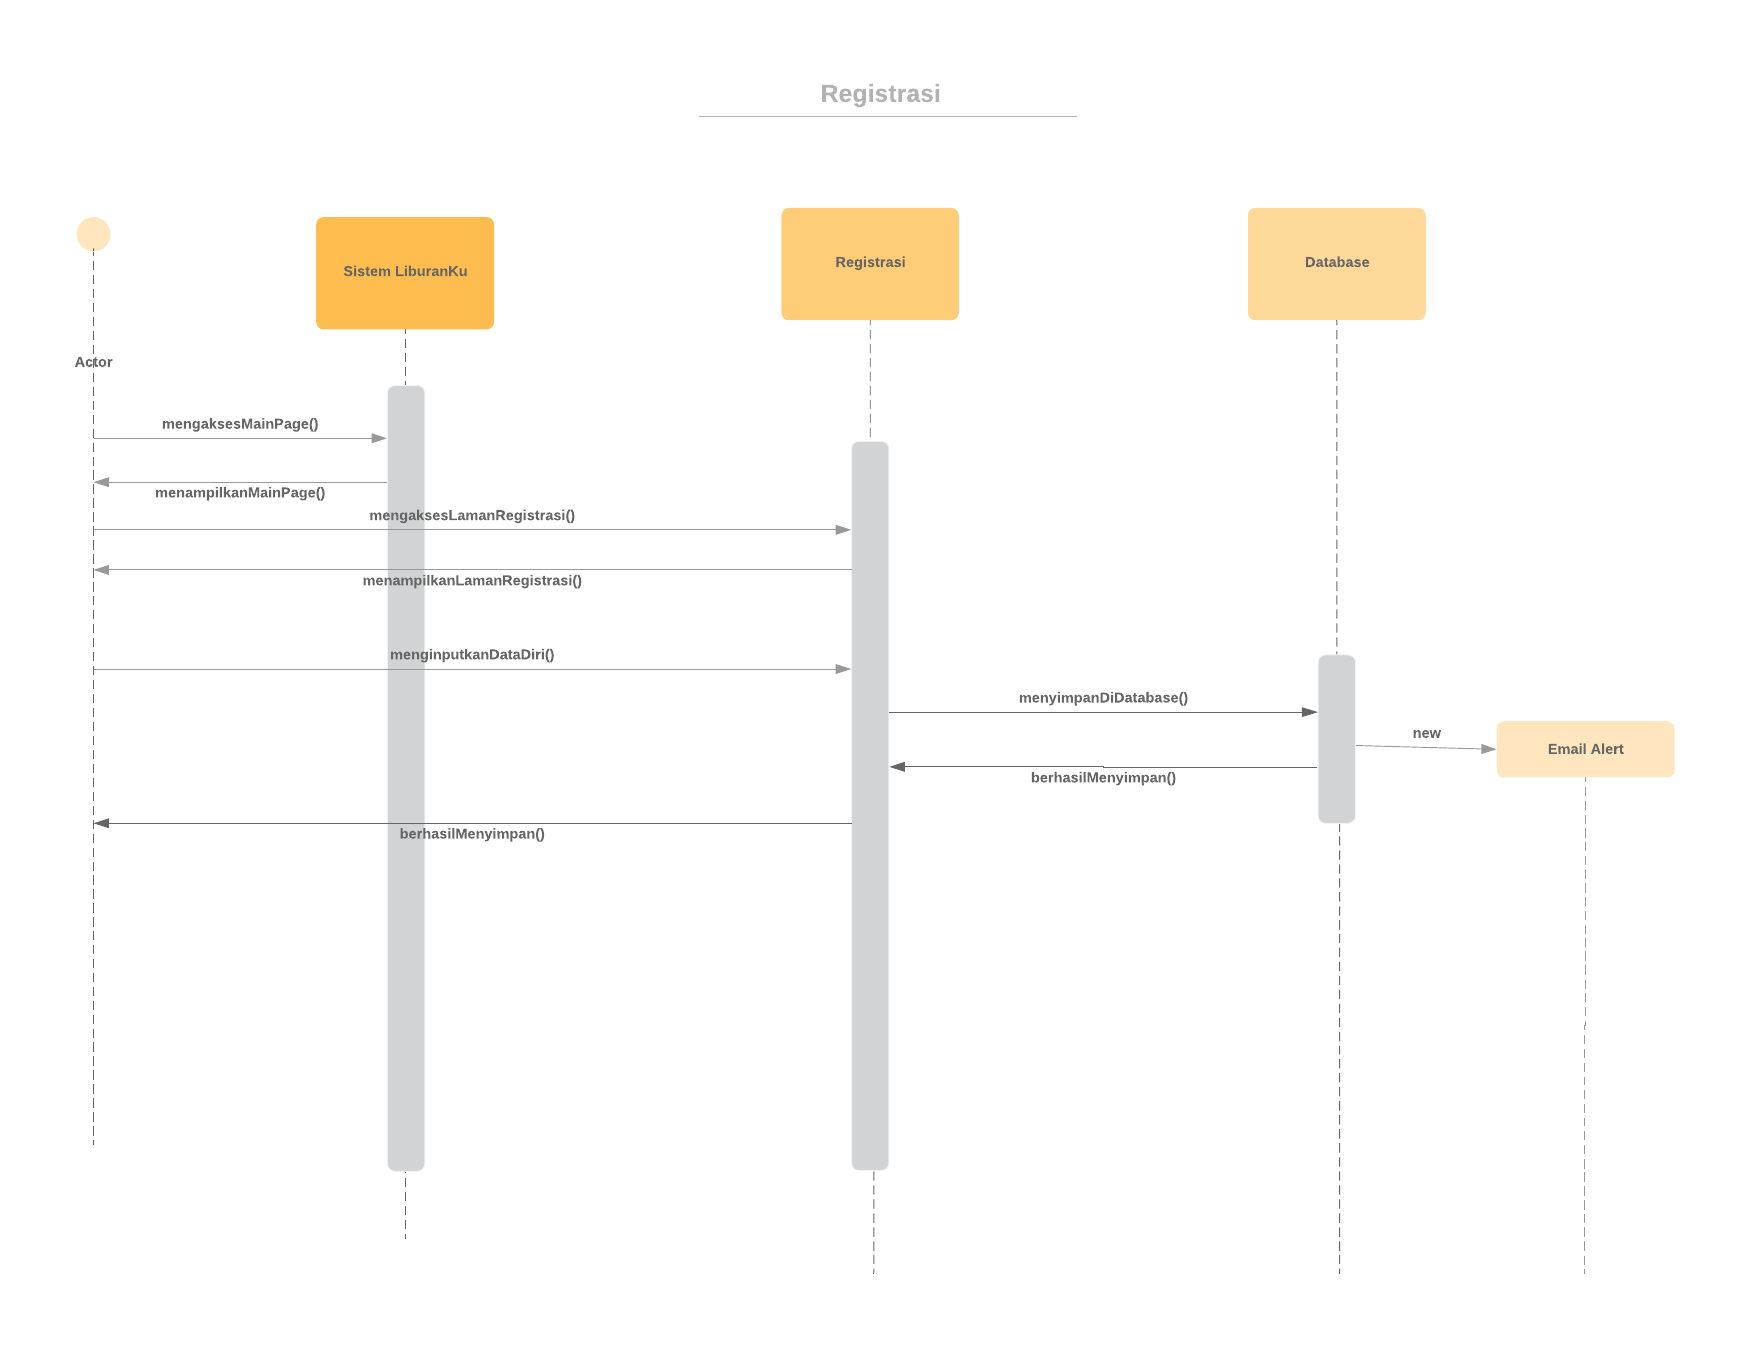 Registrasi
Sistem LiburanKu
Registrasi
Database
Actor
mengaksesMainPage()
menampilkanMainPage()
mengaksesLamanRegistrasi()
menampilkanLamanRegistrasi()
menginputkanDataDiri()
menyimpanDiDatabase()
new
Email Alert
berhasilMenyimpan()
berhasilMenyimpan()